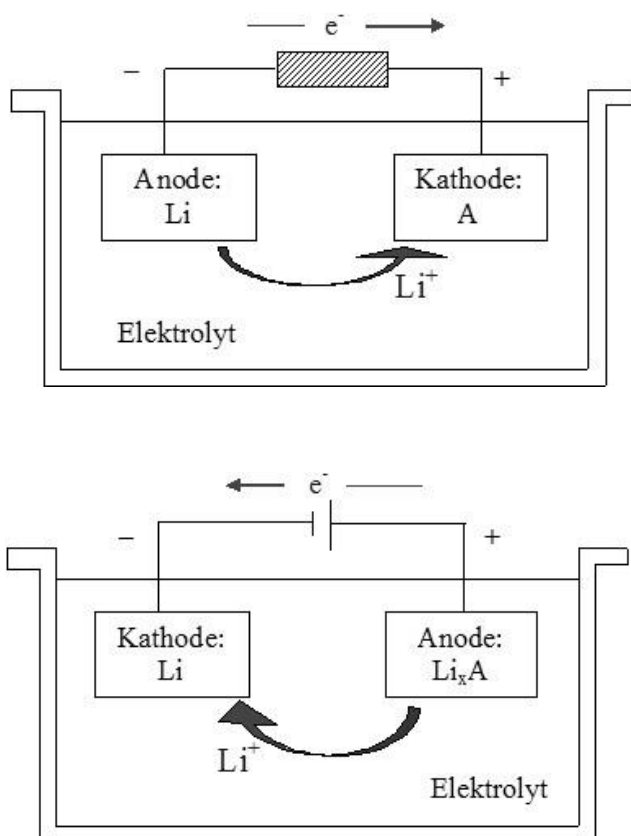 e⁻
− +
Anode: Kathode:
Li A
Li⁺
Elektrolyt
e⁻
− +
Kathode: Anode:
Li LiₓA
Li⁺
Elektrolyt